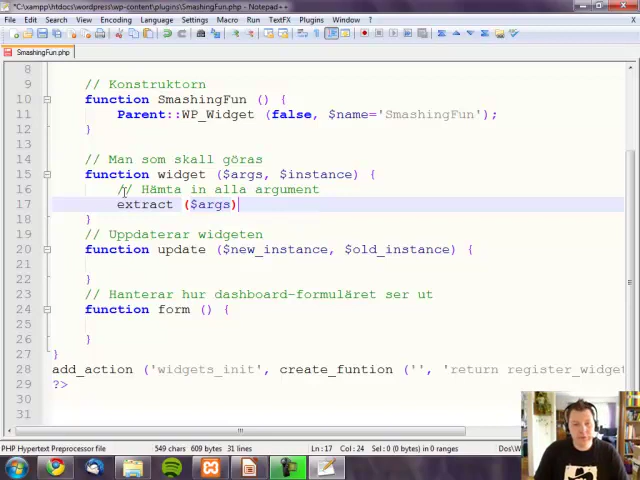 *C:\xampp\htdocs\wordpress\wp-content\plugins\SmashingFun.php - Notepad++
File Edit Search View Encoding Language Settings Macro Run TextFX Plugins Window ?
SmashingFun.php
8
9 // Konstruktorn
10 function SmashingFun () {
11 Parent::WP_Widget (false, $name='SmashingFun');
12 }
13
14 // Man som skall göras
15 function widget ($args, $instance) {
16 // Hämta in alla argument
17 extract ($args)
18 }
19 // Uppdaterar widgeten
20 function update ($new_instance, $old_instance) {
21
22 }
23 // Hanterar hur dashboard-formuläret ser ut
24 function form () {
25
26 }
27 }
28 add_action ('widgets_init', create_funtion ('', 'return register_widget
29 ?>
30
31
PHP Hypertext Preprocessor file 549 chars 609 bytes 31 lines Ln : 17 Col : 24 Sel : 0 (0 bytes) in 0 ranges Dos\W